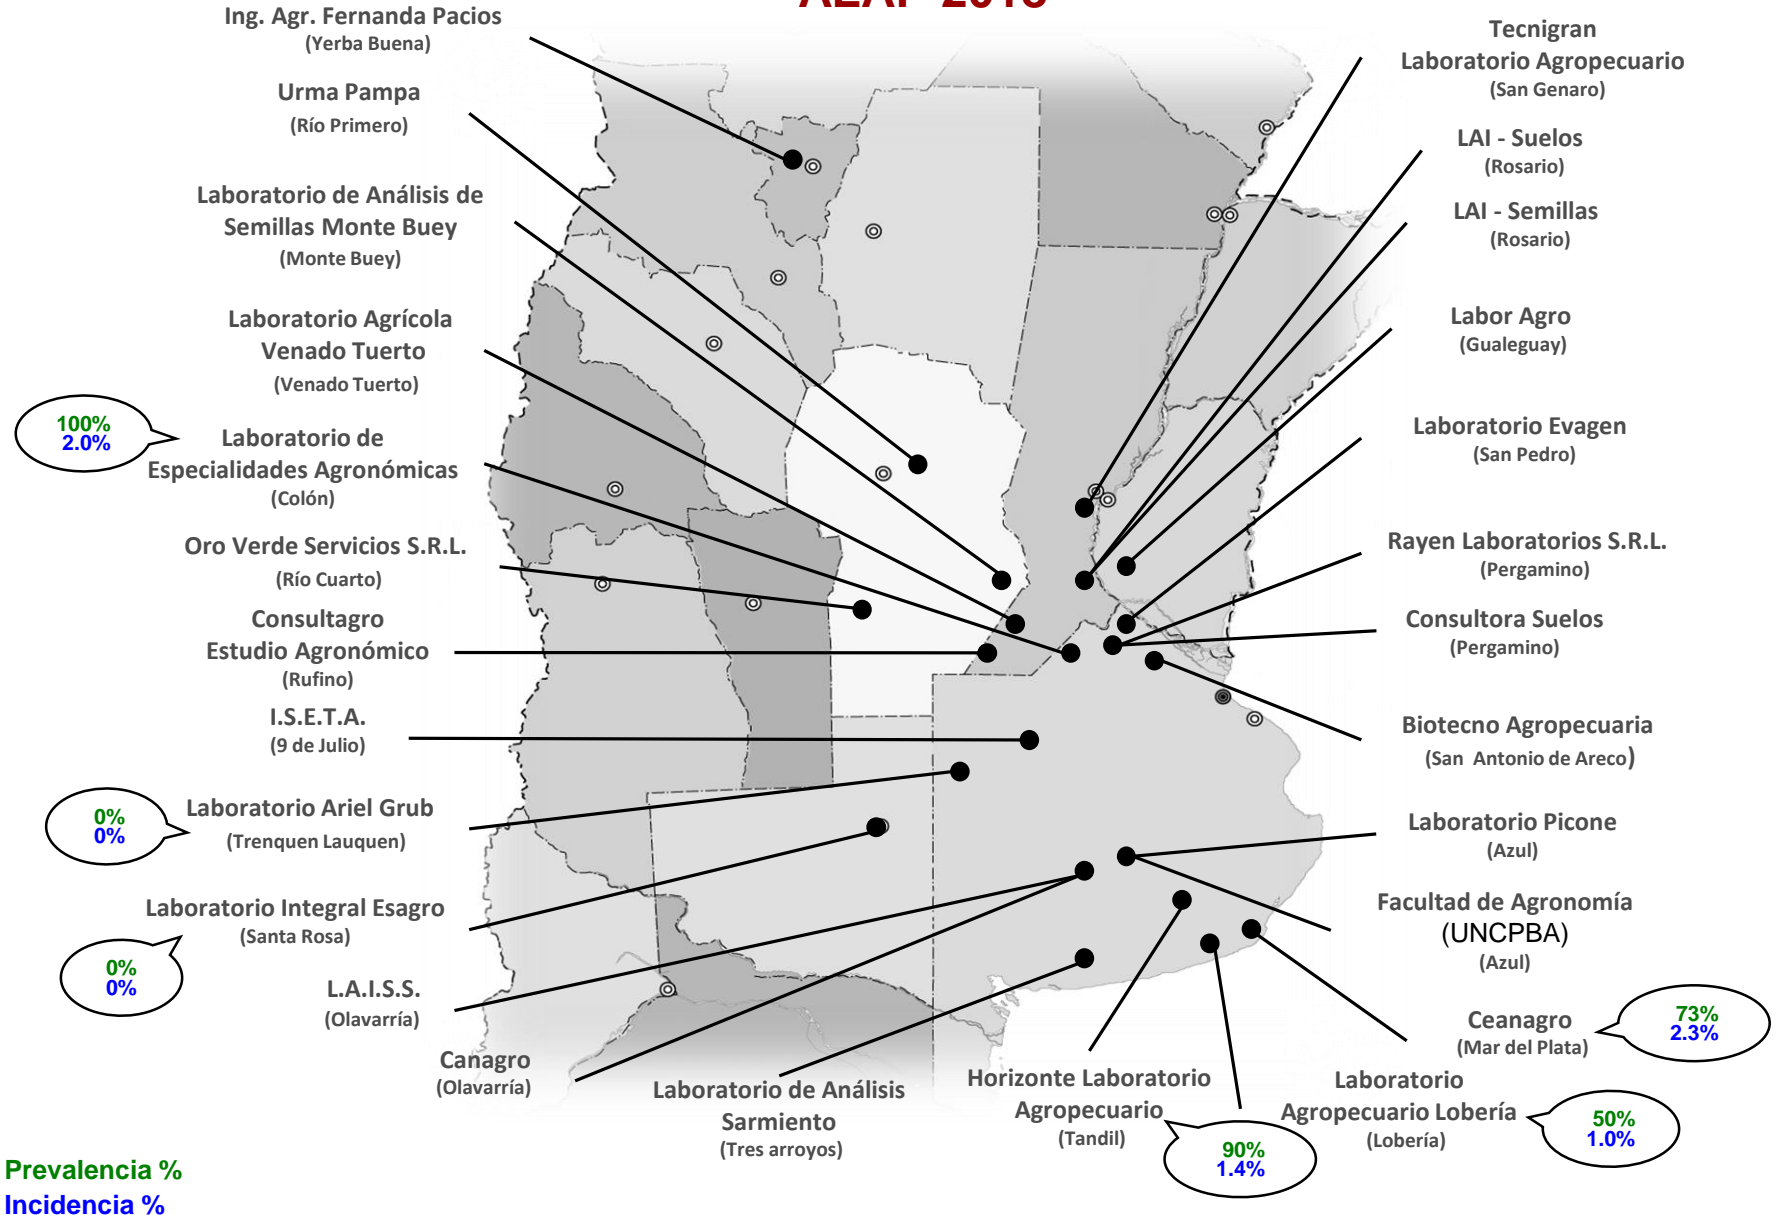 Ing. Agr. Fernanda Pacios
(Yerba Buena)
Urma Pampa
(Río Primero)
Laboratorio de Análisis de
Semillas Monte Buey
(Monte Buey)
Laboratorio Agrícola
Venado Tuerto
(Venado Tuerto)
100%
2.0%
Laboratorio de
Especialidades Agronómicas
(Colón)
Oro Verde Servicios S.R.L.
(Río Cuarto)
Consultagro
Estudio Agronómico
(Rufino)
I.S.E.T.A.
(9 de Julio)
0%
0%
Laboratorio Ariel Grub
(Trenquen Lauquen)
Laboratorio Integral Esagro
(Santa Rosa)
0%
0%
L.A.I.S.S.
(Olavarría)
Canagro
(Olavarría)
Laboratorio de Análisis
Sarmiento
(Tres arroyos)
Horizonte Laboratorio
Agropecuario
(Tandil)
90%
1.4%
Laboratorio
Agropecuario Lobería
(Lobería)
50%
1.0%
Ceanagro
(Mar del Plata)
73%
2.3%
Facultad de Agronomía
(UNCPBA)
(Azul)
Laboratorio Picone
(Azul)
Biotecno Agropecuaria
(San Antonio de Areco)
Consultora Suelos
(Pergamino)
Rayen Laboratorios S.R.L.
(Pergamino)
Laboratorio Evagen
(San Pedro)
Labor Agro
(Gualeguay)
LAI - Semillas
(Rosario)
LAI - Suelos
(Rosario)
Tecnigran
Laboratorio Agropecuario
(San Genaro)
Prevalencia %
Incidencia %